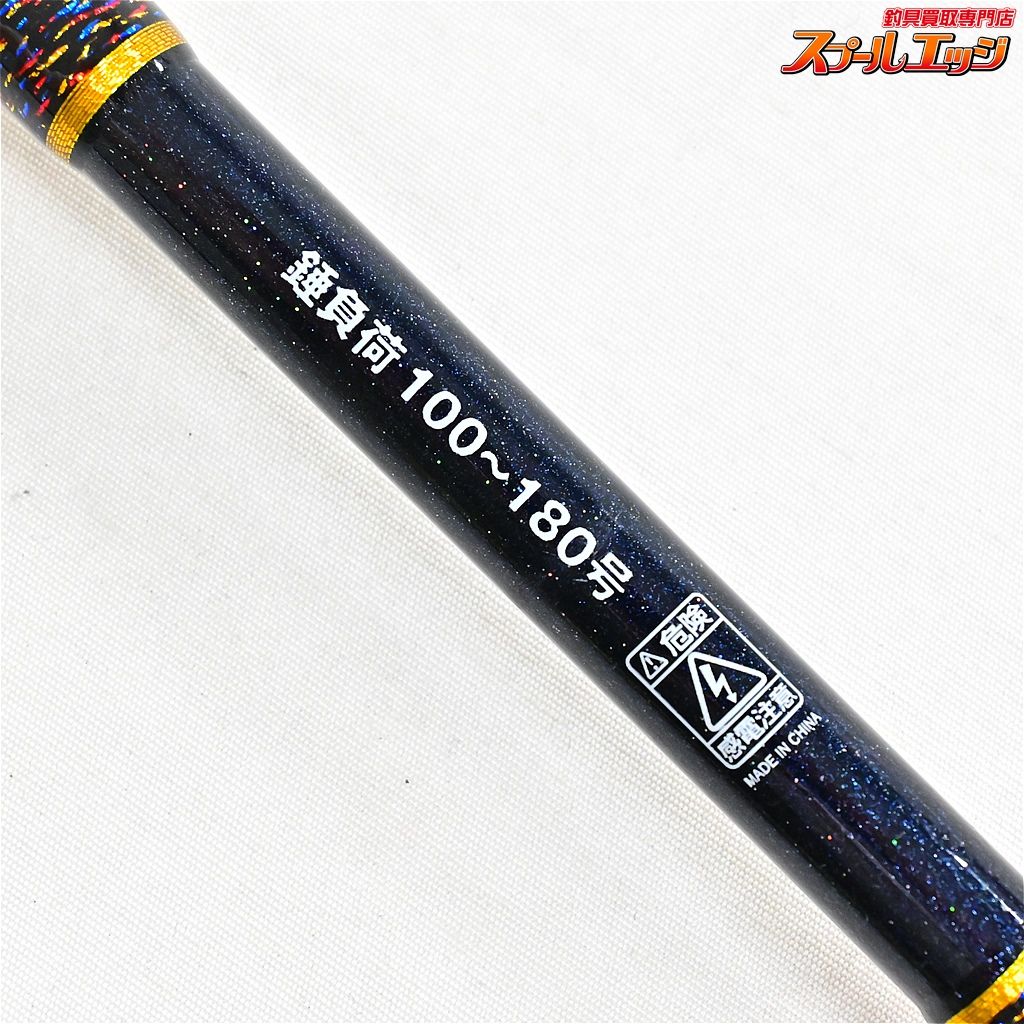 釣具買取専門店
スプールエッジ
錘負荷 100〜180号
危険
感電注意
MADE IN CHINA